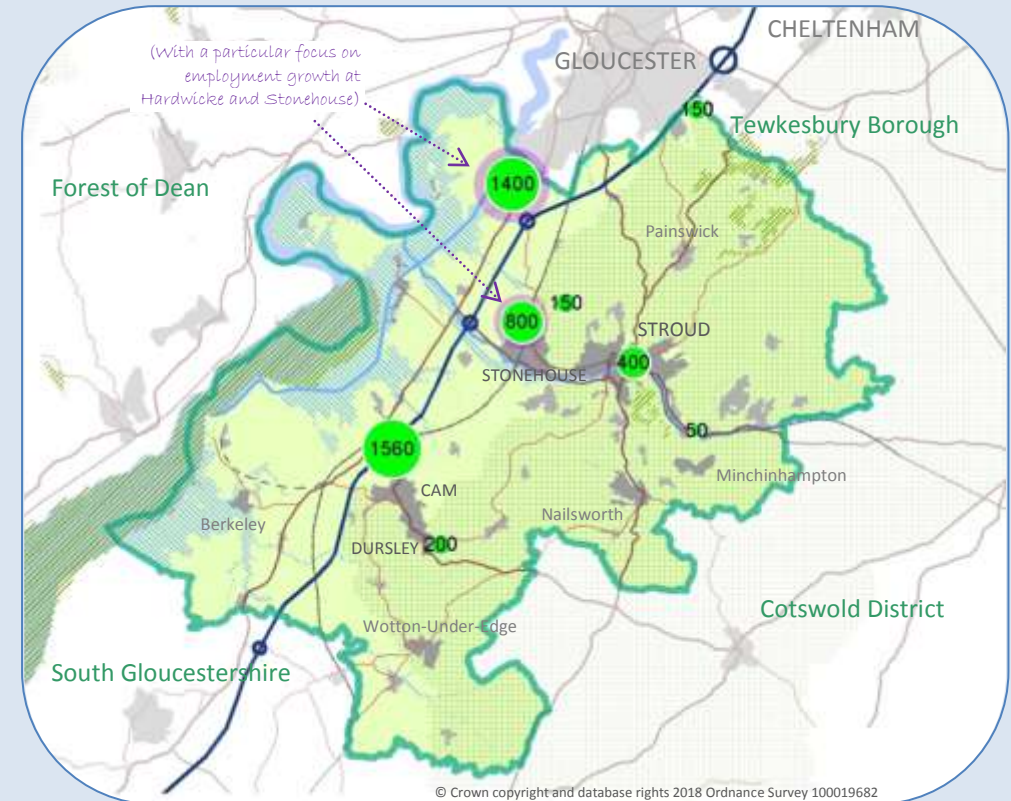 CHELTENHAM
(With a particular focus on
employment growth at
Hardwicke and Stonehouse)
GLOUCESTER
150
Tewkesbury Borough
Forest of Dean
1400
Painswick
150
800
STROUD
400
STONEHOUSE
50
1560
Minchinhampton
CAM
Nailsworth
Berkeley
DURSLEY
200
Cotswold District
Wotton-Under-Edge
South Gloucestershire
© Crown copyright and database rights 2018 Ordnance Survey 100019682